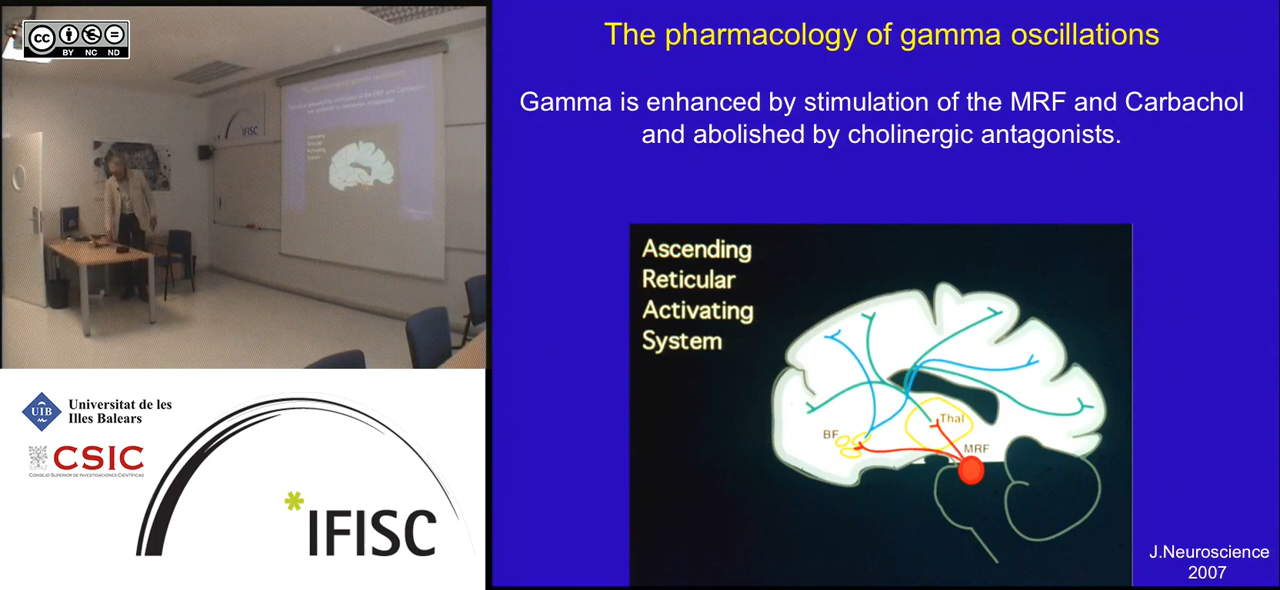 cc
BY NC ND
IFISC
UIB
Universitat de les
Illes Balears
CSIC
CONSEJO SUPERIOR DE INVESTIGACIONES CIENTÍFICAS
*IFISC
The pharmacology of gamma oscillations
Gamma is enhanced by stimulation of the MRF and Carbachol
and abolished by cholinergic antagonists.
Ascending
Reticular
Activating
System
BF
Thal
MRF
J.Neuroscience
2007